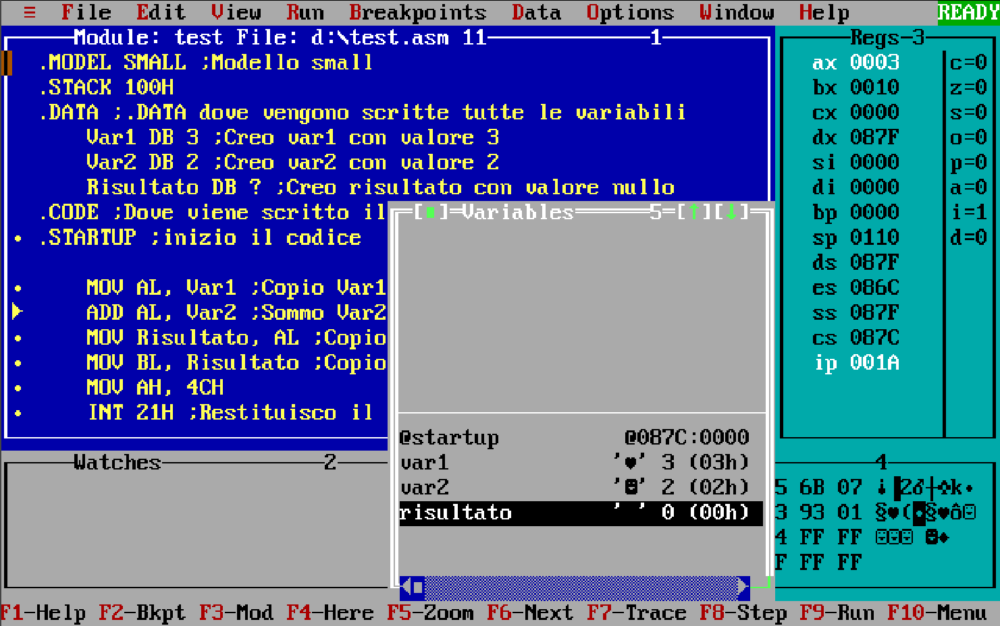 ≡ File Edit View Run Breakpoints Data Options Window Help READY
Module: test File: d:\test.asm 11 1
.MODEL SMALL ;Modello small
.STACK 100H
.DATA ;.DATA dove vengono scritte tutte le variabili
Var1 DB 3 ;Creo var1 con valore 3
Var2 DB 2 ;Creo var2 con valore 2
Risultato DB ? ;Creo risultato con valore nullo
.CODE ;Dove viene scritto il
.STARTUP ;inizio il codice
MOV AL, Var1 ;Copio Var1
ADD AL, Var2 ;Sommo Var2
MOV Risultato, AL ;Copio
MOV BL, Risultato ;Copio
MOV AH, 4CH
INT 21H ;Restituisco il
[■]=Variables 5=[↑][↓]
@startup @087C:0000
var1 '♥' 3 (03h)
var2 '☻' 2 (02h)
risultato ' ' 0 (00h)
Regs-3
ax 0003 c=0
bx 0010 z=0
cx 0000 s=0
dx 087F o=0
si 0000 p=0
di 0000 a=0
bp 0000 i=1
sp 0110 d=0
ds 087F
es 086C
ss 087F
cs 087C
ip 001A
Watches 2
4
5 6B 07
3 93 01
4 FF FF
F FF FF
F1-Help F2-Bkpt F3-Mod F4-Here F5-Zoom F6-Next F7-Trace F8-Step F9-Run F10-Menu